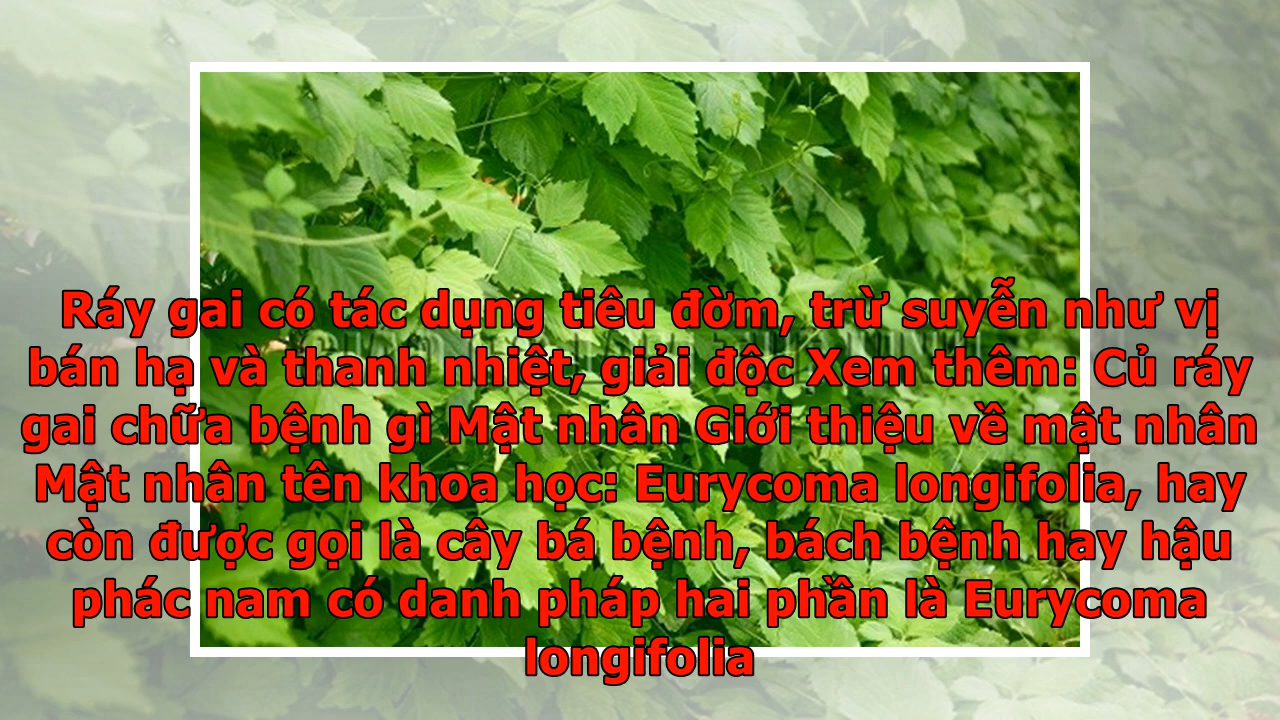 Ráy gai có tác dụng tiêu đờm, trừ suyễn như vị
bán hạ và thanh nhiệt, giải độc Xem thêm: Củ ráy
gai chữa bệnh gì Mật nhân Giới thiệu về mật nhân
Mật nhân tên khoa học: Eurycoma longifolia, hay
còn được gọi là cây bá bệnh, bách bệnh hay hậu
phác nam có danh pháp hai phần là Eurycoma
longifolia